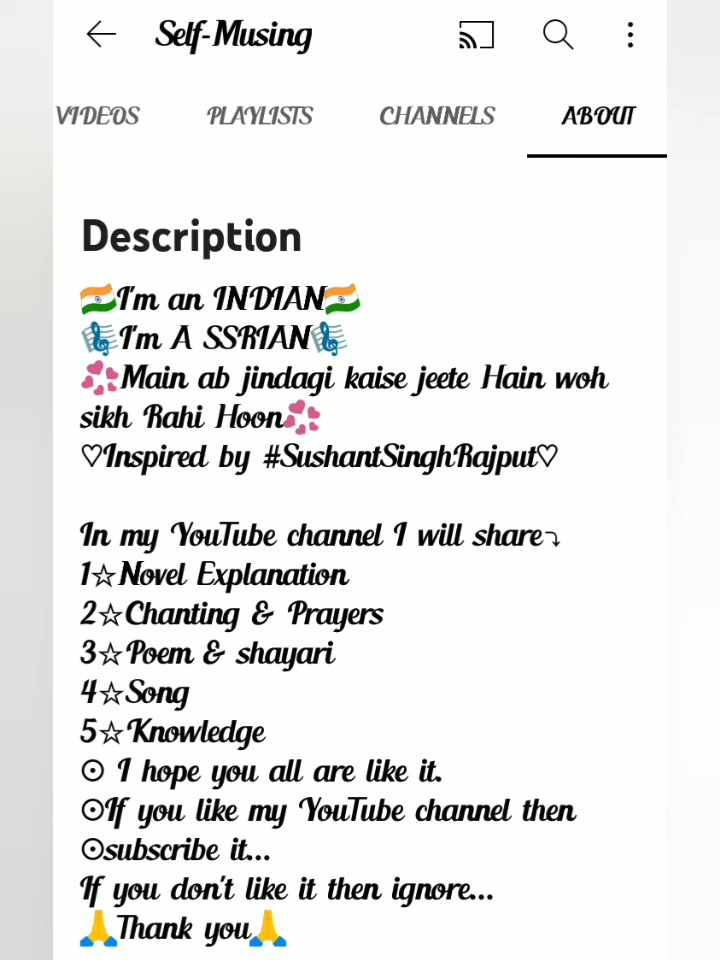 Self-Musing
VIDEOS PLAYLISTS CHANNELS ABOUT
Description
🇮🇳I'm an INDIAN🇮🇳
🎼I'm A SSRIAN🎼
💞Main ab jindagi kaise jeete Hain woh
sikh Rahi Hoon💞
♡Inspired by #SushantSinghRajput♡
In my YouTube channel I will share⤵
1☆Novel Explanation
2☆Chanting & Prayers
3☆Poem & shayari
4☆Song
5☆Knowledge
⊙ I hope you all are like it.
⊙If you like my YouTube channel then
⊙subscribe it...
If you don't like it then ignore...
🙏Thank you🙏